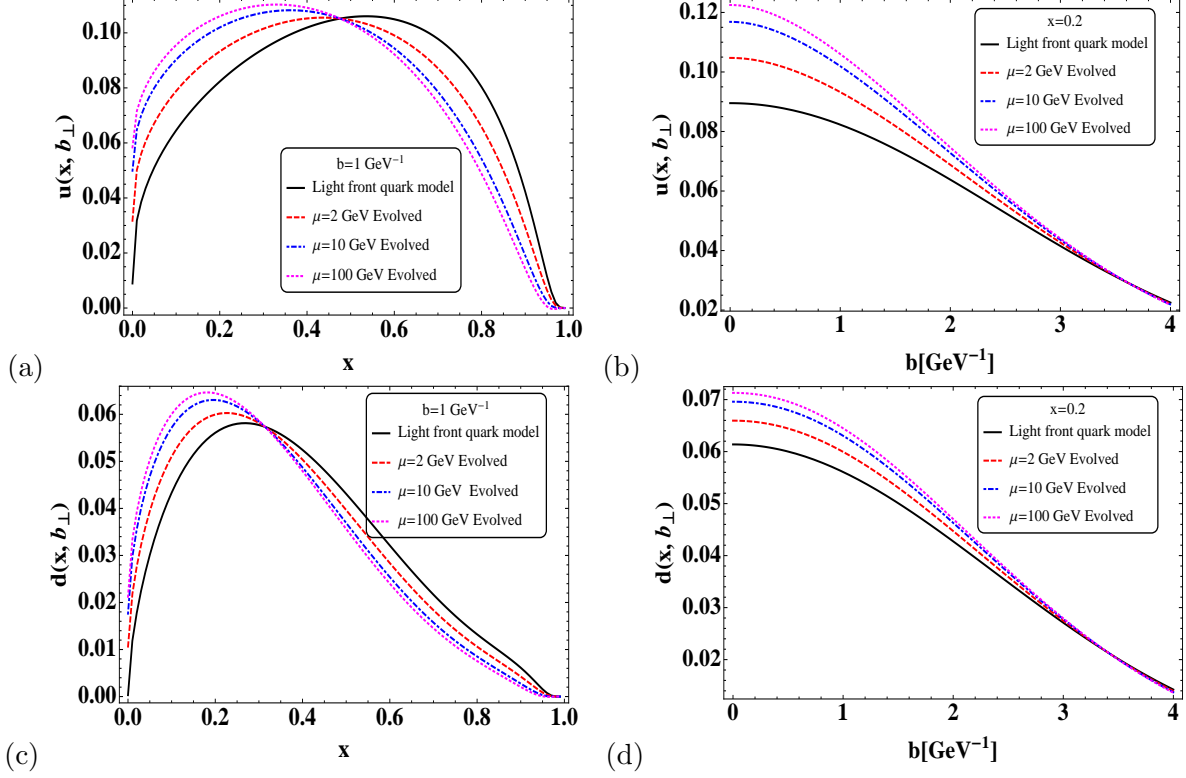 u(x, b⊥)
0.10
0.08
0.06
0.04
0.02
0.00
b=1 GeV⁻¹
Light front quark model
μ=2 GeV Evolved
μ=10 GeV Evolved
μ=100 GeV Evolved
0.0 0.2 0.4 0.6 0.8 1.0
(a) x
u(x, b⊥)
0.12
0.10
0.08
0.06
0.04
0.02
x=0.2
Light front quark model
μ=2 GeV Evolved
μ=10 GeV Evolved
μ=100 GeV Evolved
0 1 2 3 4
(b) b[GeV⁻¹]
d(x, b⊥)
0.06
0.05
0.04
0.03
0.02
0.01
0.00
b=1 GeV⁻¹
Light front quark model
μ=2 GeV Evolved
μ=10 GeV Evolved
μ=100 GeV Evolved
0.0 0.2 0.4 0.6 0.8 1.0
(c) x
d(x, b⊥)
0.07
0.06
0.05
0.04
0.03
0.02
x=0.2
Light front quark model
μ=2 GeV Evolved
μ=10 GeV Evolved
μ=100 GeV Evolved
0 1 2 3 4
(d) b[GeV⁻¹]